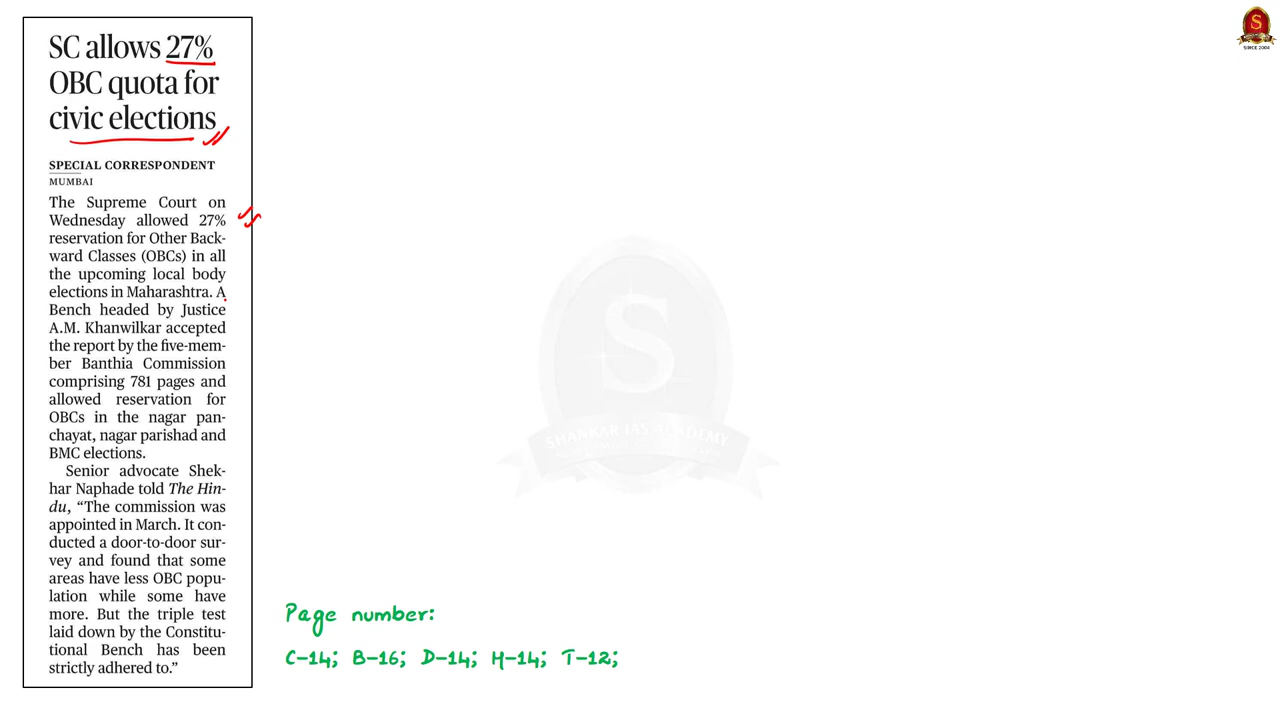 SC allows 27%
OBC quota for
civic elections
SPECIAL CORRESPONDENT
MUMBAI
The Supreme Court on
Wednesday allowed 27%
reservation for Other Back-
ward Classes (OBCs) in all
the upcoming local body
elections in Maharashtra. A
Bench headed by Justice
A.M. Khanwilkar accepted
the report by the five-mem-
ber Banthia Commission
comprising 781 pages and
allowed reservation for
OBCs in the nagar pan-
chayat, nagar parishad and
BMC elections.
Senior advocate Shek-
har Naphade told The Hin-
du, “The commission was
appointed in March. It con-
ducted a door-to-door sur-
vey and found that some
areas have less OBC popu-
lation while some have
more. But the triple test
laid down by the Constitu-
tional Bench has been
strictly adhered to.”
S
SHANKAR IAS ACADEMY
Page number:
C-14; B-16; D-14; H-14; T-12;
S
SINCE 2004